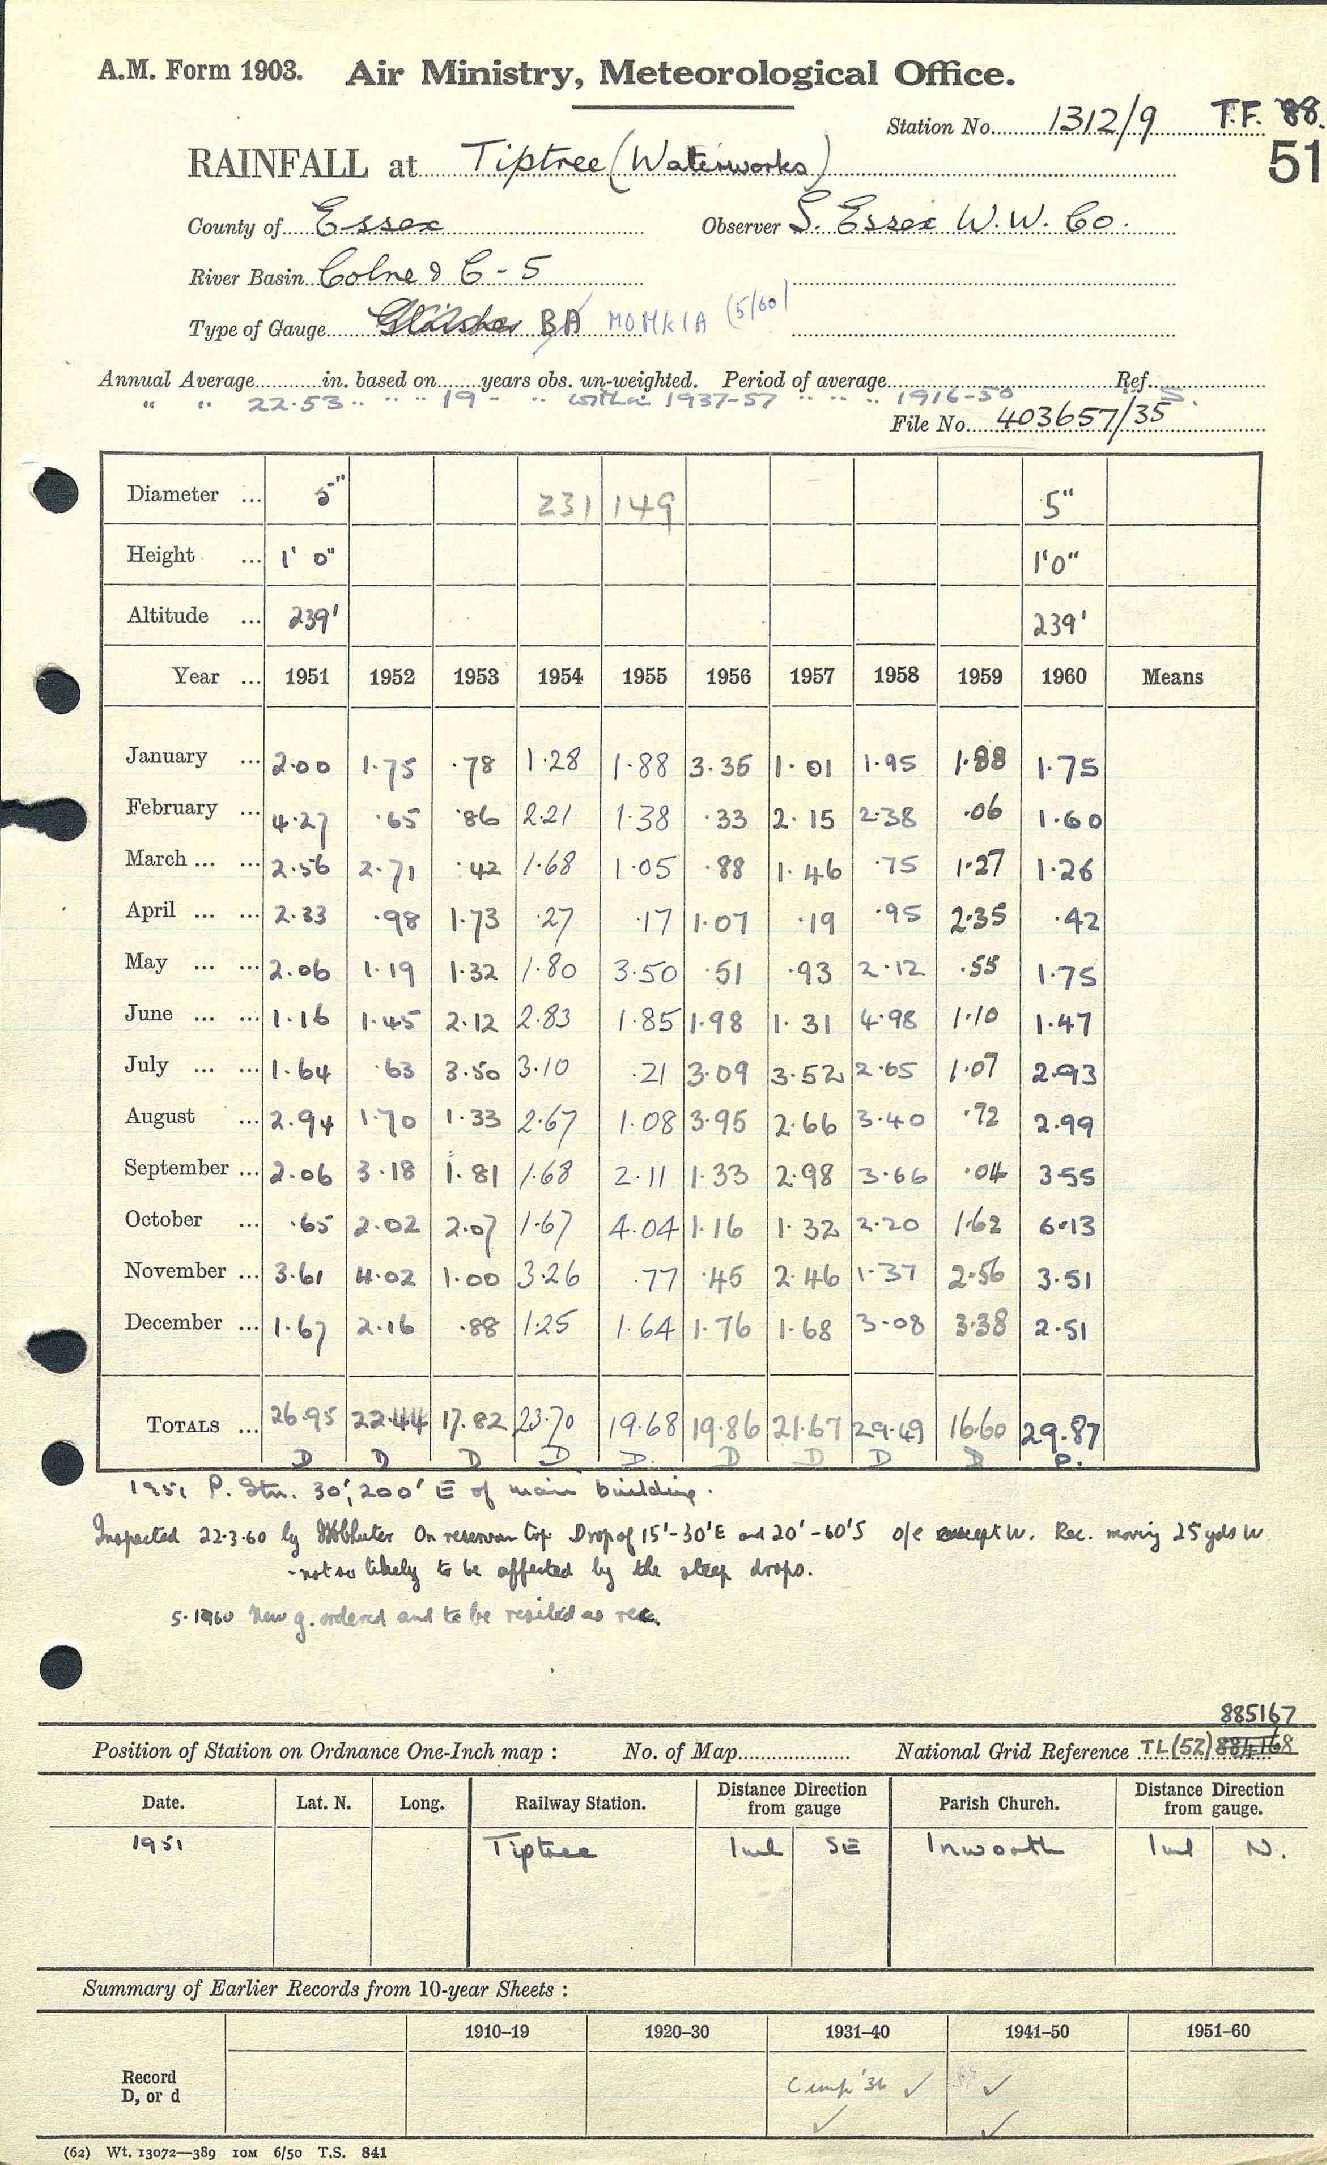 A.M. Form 1903. Air Ministry, Meteorological Office.
Station No. 1312/9 T.F. 88.
51
RAINFALL at Tiptree (Waterworks)
County of Essex Observer S. Essex W.W. Co.
River Basin Colne & C - 5
Type of Gauge BA MO MK1A (5/60)
Annual Average in. based on years obs. un-weighted. Period of average Ref.
" " 22.53 " " " 19 " " within 1937-57 " " " 1916-50 S.
File No. 403657/35
Diameter ... 5" 231 149 5"
Height ... 1' 0" 1'0"
Altitude ... 239' 239'
Year ... 1951 1952 1953 1954 1955 1956 1957 1958 1959 1960 Means
January ... 2.00 1.75 .78 1.28 1.88 3.35 1.01 1.95 1.88 1.75
February ... 4.27 .65 .86 2.21 1.38 .33 2.15 2.38 .06 1.60
March ... ... 2.56 2.71 .42 1.68 1.05 .88 1.46 .75 1.27 1.26
April ... ... 2.33 .98 1.73 .27 .17 1.07 .19 .95 2.35 .42
May ... ... 2.06 1.19 1.32 1.80 3.50 .51 .93 2.12 .55 1.75
June ... ... 1.16 1.45 2.12 2.83 1.85 1.98 1.31 4.98 1.10 1.47
July ... ... 1.64 .63 3.50 3.10 .21 3.09 3.52 2.65 1.07 2.93
August ... 2.94 1.70 1.33 2.67 1.08 3.95 2.66 3.40 .72 2.99
September ... 2.06 3.18 1.81 1.68 2.11 1.33 2.98 3.66 .04 3.55
October ... .65 2.02 2.07 1.67 4.04 1.16 1.32 2.20 1.62 6.13
November ... 3.61 4.02 1.00 3.26 .77 .45 2.46 1.37 2.56 3.51
December ... 1.67 2.16 .88 1.25 1.64 1.76 1.68 3.08 3.38 2.51
TOTALS ... 26.95 22.44 17.82 23.70 19.68 19.86 21.67 29.49 16.60 29.87
D D D D D. D D D D D.
1951 P. Stn. 30', 200' E of main building.
Inspected 22.3.60 by On reservoir top Drop of 15'-30'E and 20'-60'S o/e except W. Rec. moving 25 yds W
- not so likely to be affected by the steep drops.
5.1960 New g. ordered and to be resited as rec.
885167
Position of Station on Ordnance One-Inch map : No. of Map National Grid Reference TL(52) 884168
Date. Lat. N. Long. Railway Station. Distance Direction from gauge Parish Church. Distance Direction from gauge.
1951 Tiptree 1ml SE Inworth 1ml N.
Summary of Earlier Records from 10-year Sheets :
1910–19 1920–30 1931–40 1941–50 1951–60
Record
D, or d
Comp '36 ✓ ✓
✓ ✓
(62) Wt. 13072—389 10M 6/50 T.S. 841